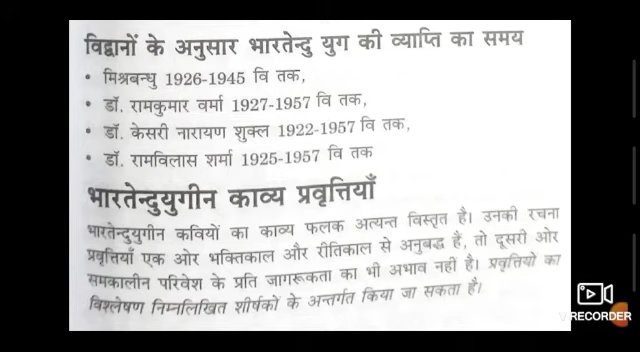 विद्वानों के अनुसार भारतेन्दु युग की व्याप्ति का समय
• मिश्रबन्धु 1926-1945 वि तक,
• डॉ. रामकुमार वर्मा 1927-1957 वि तक,
• डॉ. केसरी नारायण शुक्ल 1922-1957 वि तक,
• डॉ. रामविलास शर्मा 1925-1957 वि तक
भारतेन्दुयुगीन काव्य प्रवृत्तियाँ
भारतेन्दुयुगीन कवियों का काव्य फलक अत्यन्त विस्तृत है। उनकी रचना
प्रवृत्तियाँ एक ओर भक्तिकाल और रीतिकाल से अनुबद्ध हैं, तो दूसरी ओर
समकालीन परिवेश के प्रति जागरूकता का भी अभाव नहीं है। प्रवृत्तियों का
विश्लेषण निम्नलिखित शीर्षकों के अन्तर्गत किया जा सकता है।
V RECORDER